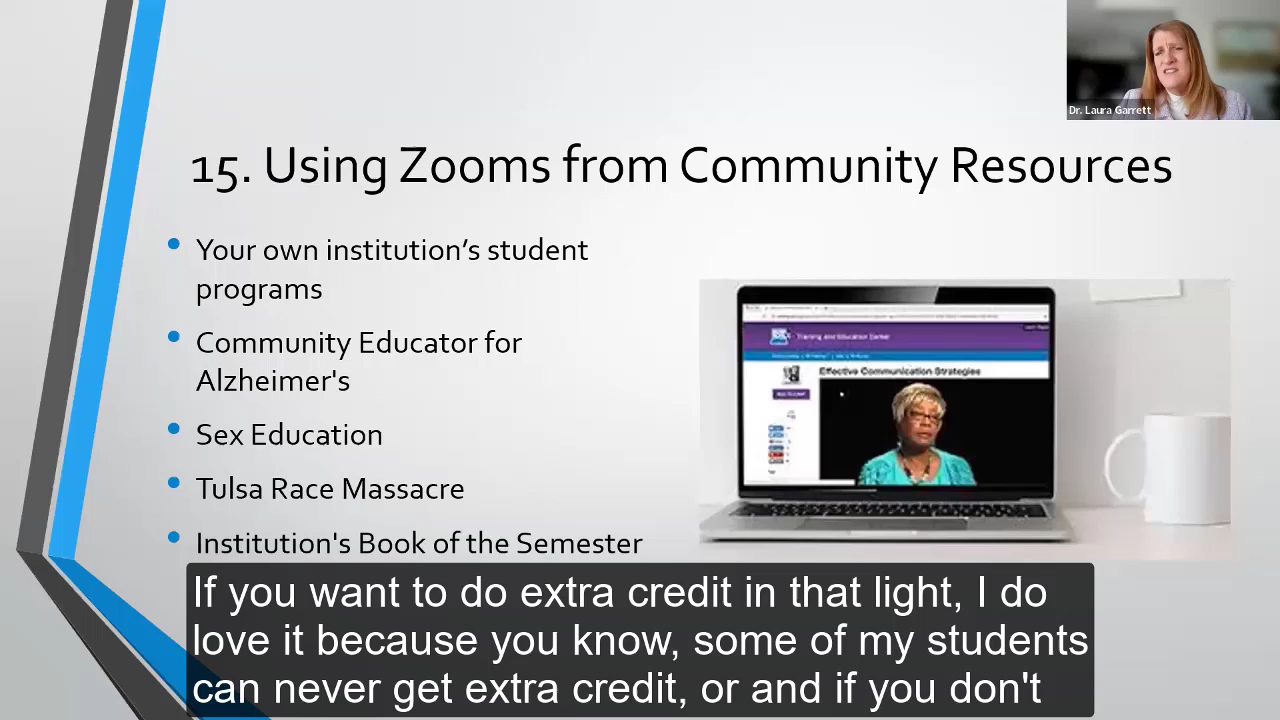 Dr. Laura Garrett
15. Using Zooms from Community Resources
• Your own institution’s student
programs
• Community Educator for
Alzheimer's
• Sex Education
• Tulsa Race Massacre
• Institution's Book of the Semester
Training and Education Center
Effective Communication Strategies
If you want to do extra credit in that light, I do
love it because you know, some of my students
can never get extra credit, or and if you don't